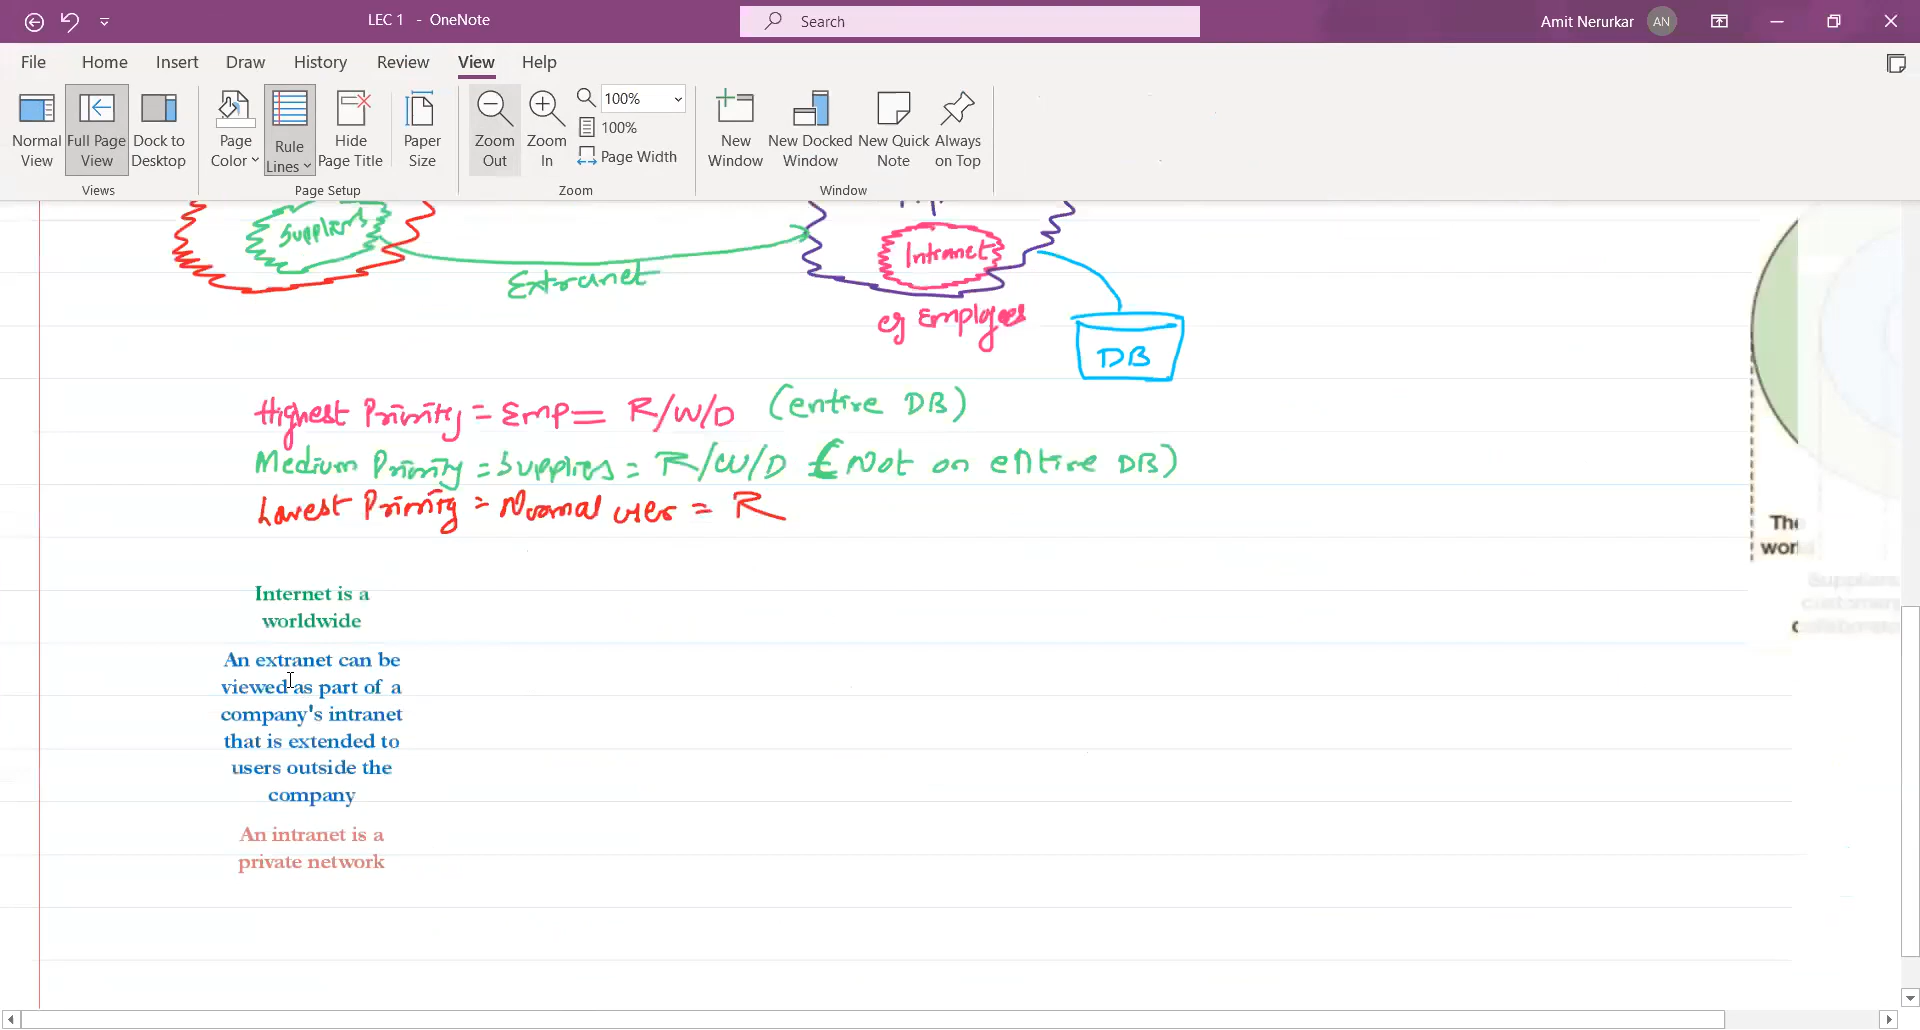 LEC 1 - OneNote
Search
Amit Nerurkar
AN
File Home Insert Draw History Review View Help
100%
100%
Page Width
Normal View
Full Page View
Dock to Desktop
Page Color
Rule Lines
Hide Page Title
Paper Size
Zoom Out
Zoom In
New Window
New Docked Window
New Quick Note
Always on Top
Views
Page Setup
Zoom
Window
Suppliers
Extranet
Intranet
eg Employees
DB
Highest Priority = Emp = R/W/D (entire DB)
Medium Priority = Suppliers = R/W/D (Not on entire DB)
Lowest Priority = Normal user = R
Internet is a
worldwide
An extranet can be
viewed as part of a
company's intranet
that is extended to
users outside the
company
An intranet is a
private network
The
Suppliers
customers